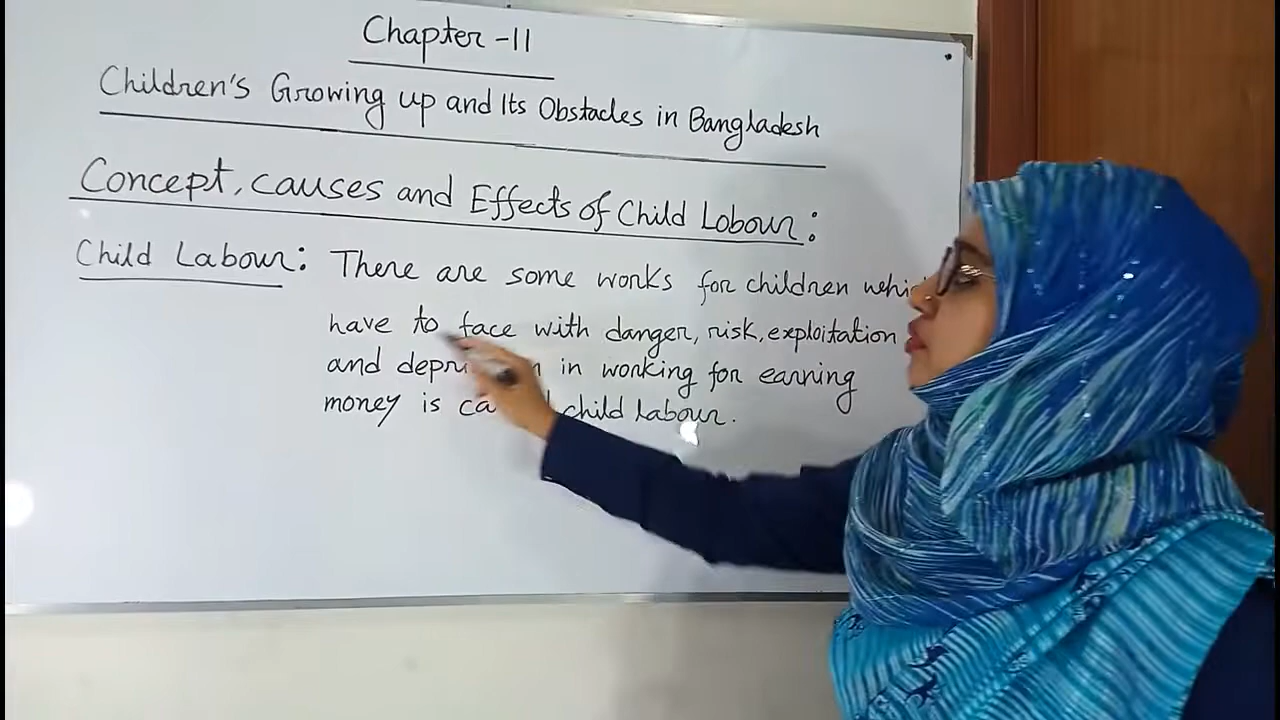 Chapter -11
Children's Growing up and Its Obstacles in Bangladesh
Concept, causes and Effects of Child Lobour:
Child Labour: There are some works for children
have to face with danger, risk, exploitation
and in working for earning
money is child labour.